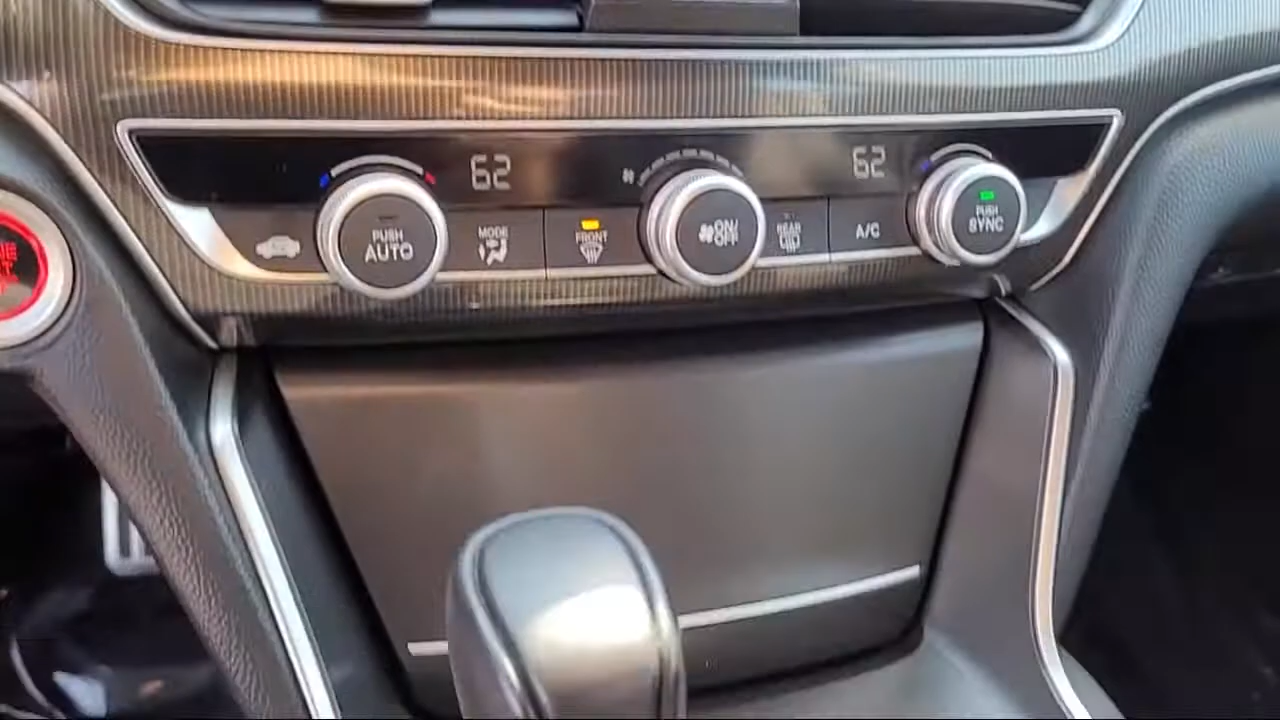 62
62
PUSH
AUTO
MODE
FRONT
ON/
OFF
REAR
A/C
PUSH
SYNC